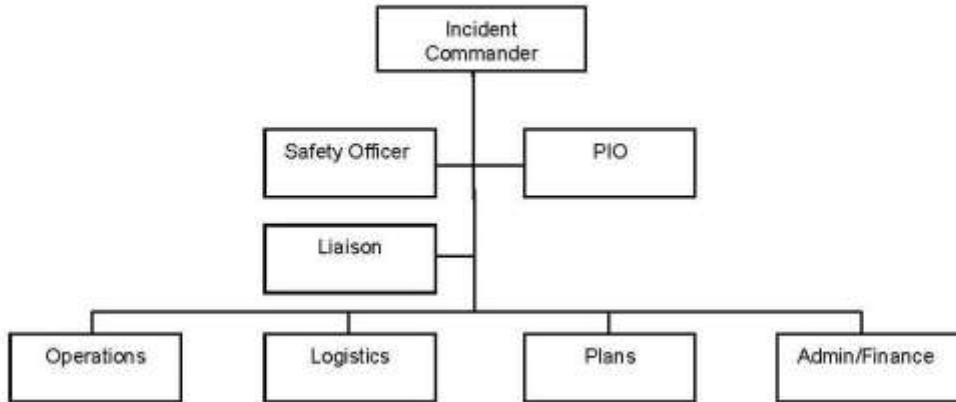 Incident
Commander
Safety Officer
PIO
Liaison
Operations
Logistics
Plans
Admin/Finance